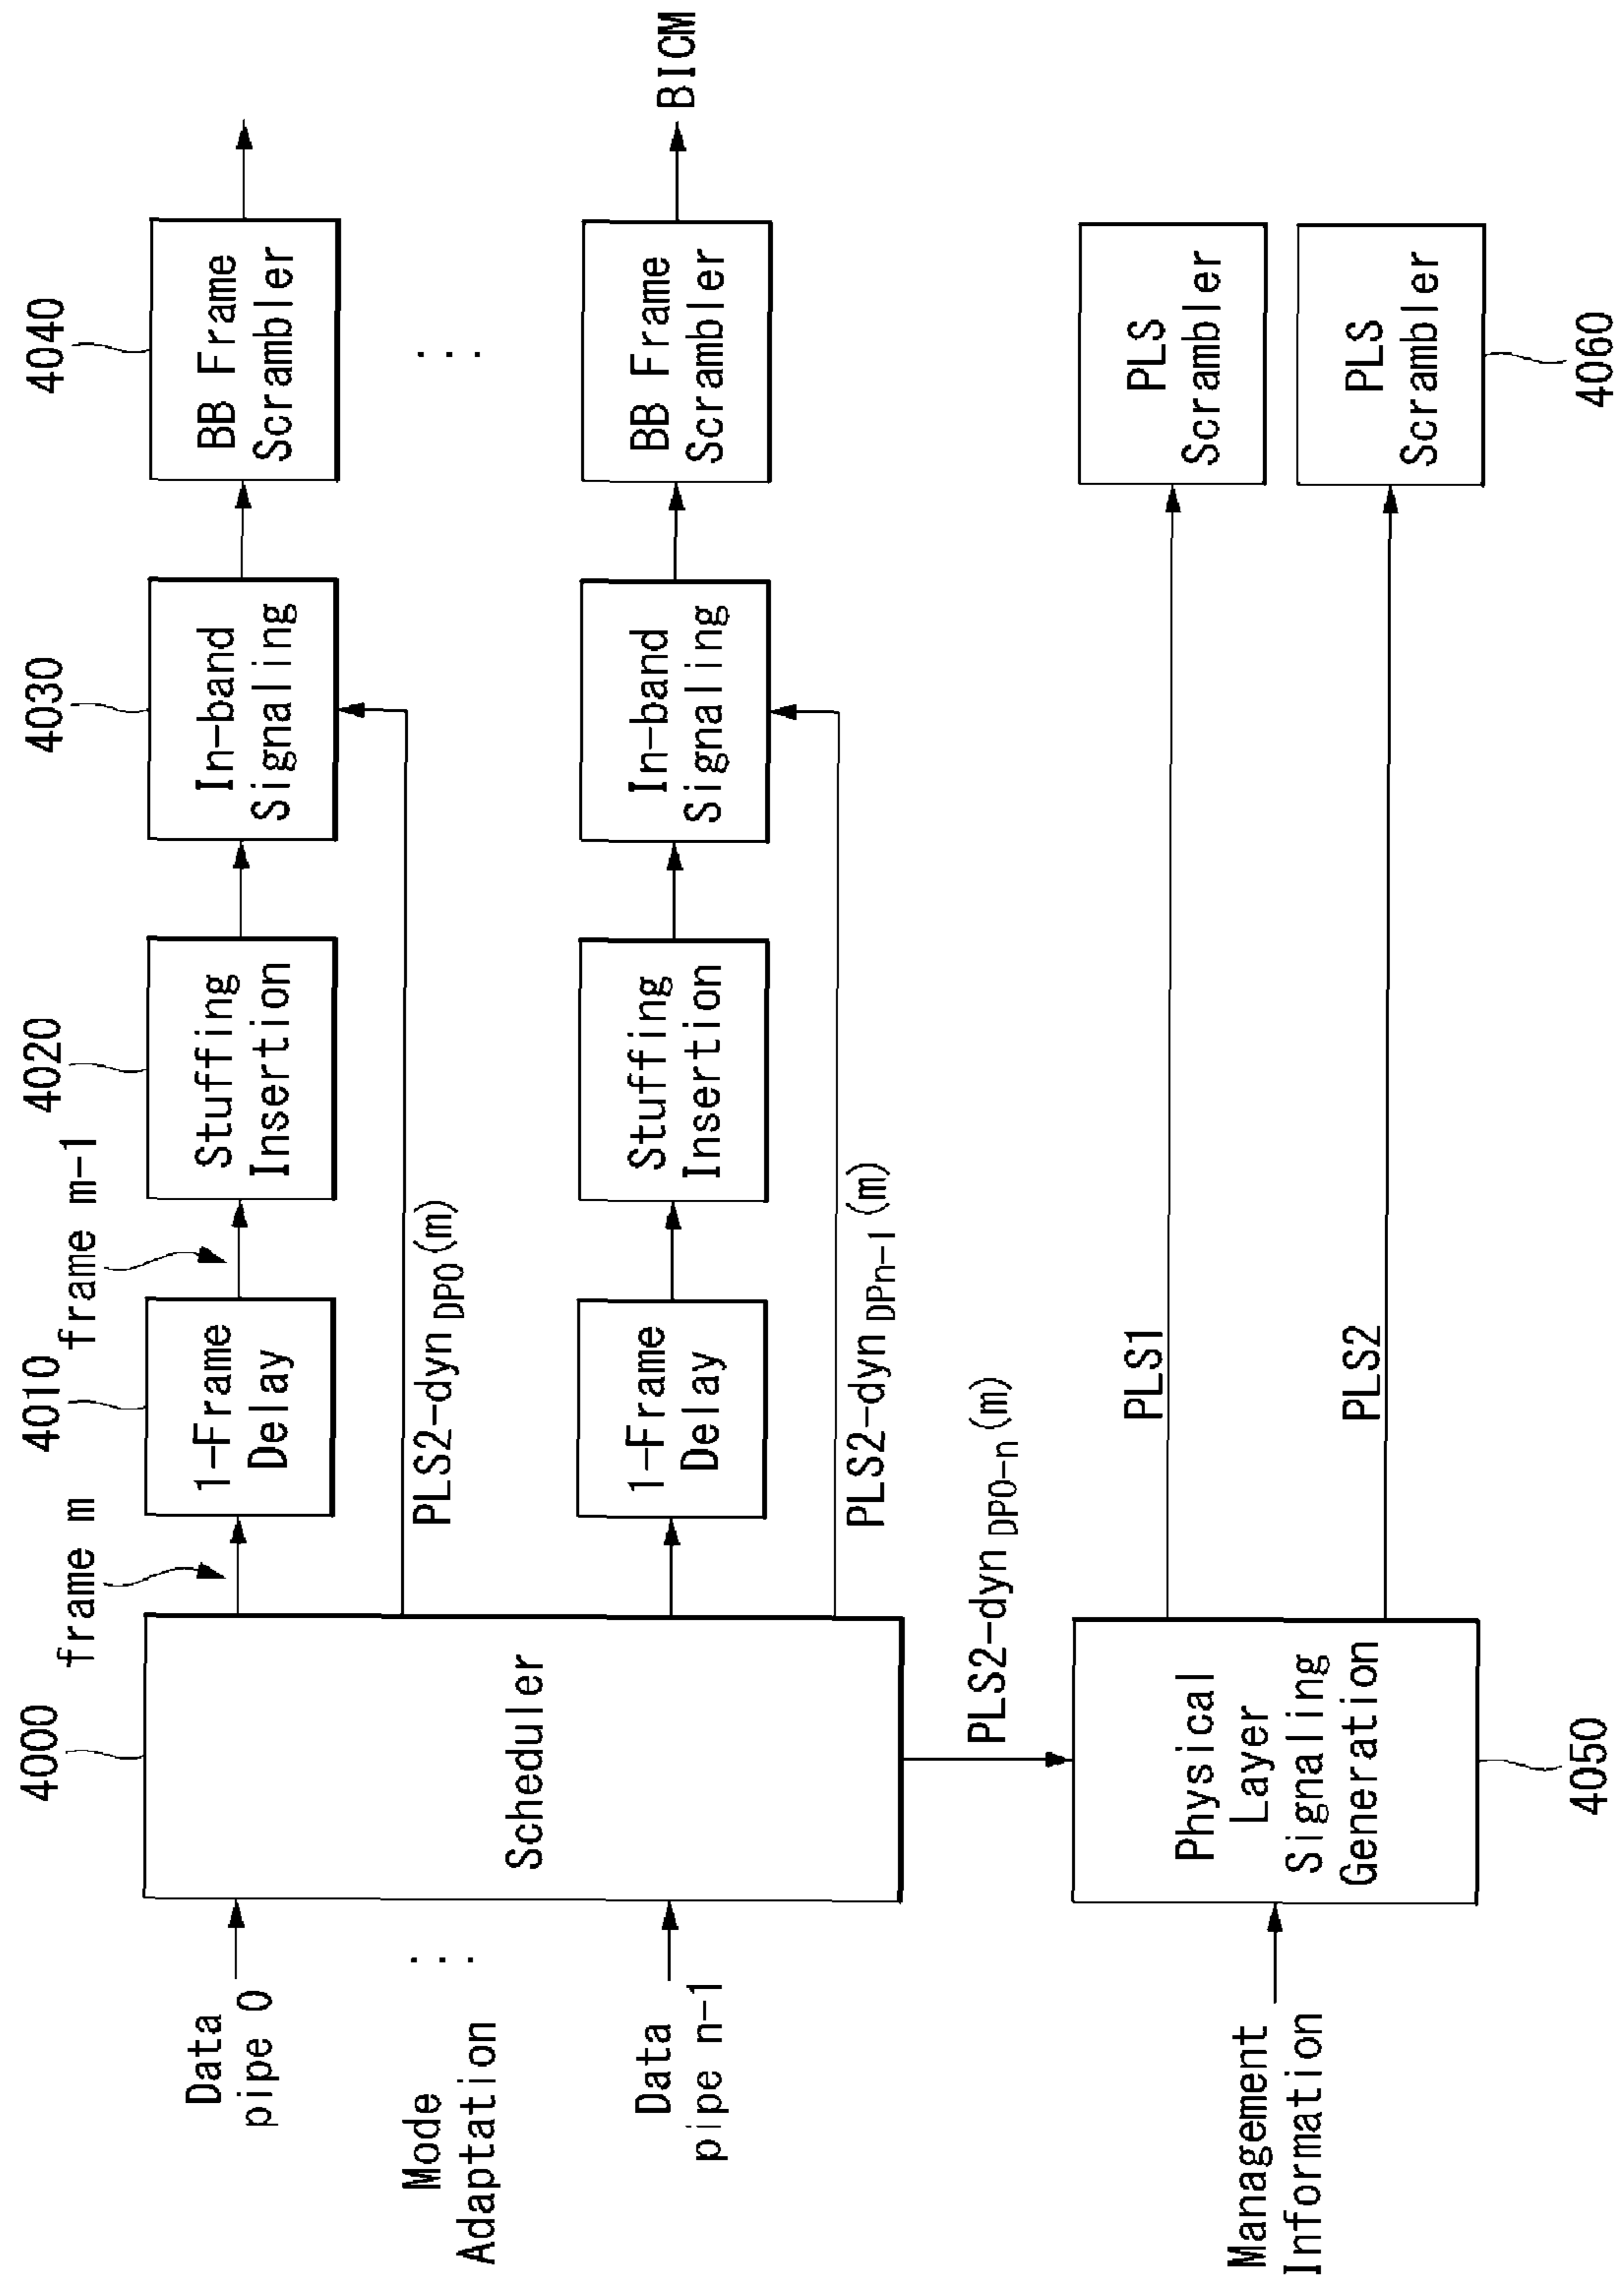 4000
frame m
4010
frame m-1
4020
4030
4040
Data
pipe 0
1-Frame
Delay
Stuffing
Insertion
In-band
Signaling
BB Frame
Scrambler
PLS2-dyn DP0(m)
Mode
Adaptation
...
Scheduler
...
Data
pipe n-1
1-Frame
Delay
Stuffing
Insertion
In-band
Signaling
BB Frame
Scrambler
BICM
PLS2-dyn DPn-1(m)
PLS2-dyn DP0-n(m)
Management
Information
Physical
Layer
Signaling
Generation
PLS1
PLS
Scrambler
PLS2
PLS
Scrambler
4050
4060